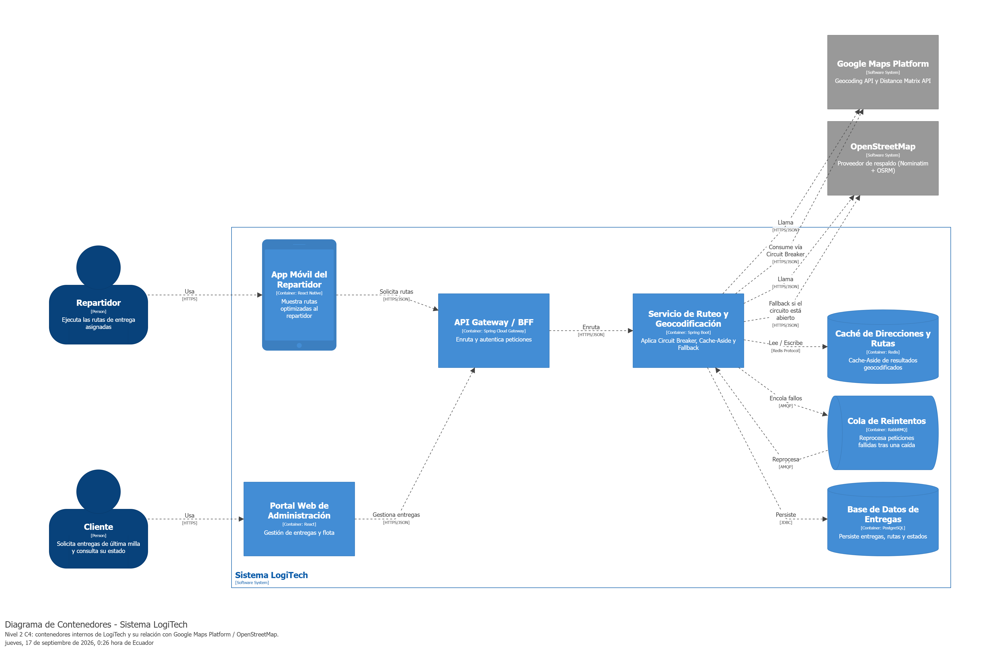 Google Maps Platform
[Software System]
Geocoding API y Distance Matrix API
OpenStreetMap
[Software System]
Proveedor de respaldo (Nominatim
+ OSRM)
Llama
[HTTPS/JSON]
Consume vía
Circuit Breaker
[HTTPS/JSON]
Llama
[HTTPS/JSON]
Fallback si el
circuito está
abierto
[HTTPS/JSON]
Repartidor
[Person]
Ejecuta las rutas de entrega
asignadas
Usa
[HTTPS]
App Móvil del
Repartidor
[Container: React Native]
Muestra rutas
optimizadas al
repartidor
Solicita rutas
[HTTPS/JSON]
API Gateway / BFF
[Container: Spring Cloud Gateway]
Enruta y autentica peticiones
Enruta
[HTTPS/JSON]
Servicio de Ruteo y
Geocodificación
[Container: Spring Boot]
Aplica Circuit Breaker, Cache-Aside y
Fallback
Lee / Escribe
[Redis Protocol]
Caché de Direcciones y
Rutas
[Container: Redis]
Cache-Aside de resultados
geocodificados
Encola fallos
[AMQP]
Cola de Reintentos
[Container: RabbitMQ]
Reprocesa peticiones
fallidas tras una caída
Reprocesa
[AMQP]
Cliente
[Person]
Solicita entregas de última milla
y consulta su estado
Usa
[HTTPS]
Portal Web de
Administración
[Container: React]
Gestión de entregas y flota
Gestiona entregas
[HTTPS/JSON]
Persiste
[JDBC]
Base de Datos de
Entregas
[Container: PostgreSQL]
Persiste entregas, rutas y estados
Sistema LogiTech
[Software System]
Diagrama de Contenedores - Sistema LogiTech
Nivel 2 C4: contenedores internos de LogiTech y su relación con Google Maps Platform / OpenStreetMap.
jueves, 17 de septiembre de 2026, 0:26 hora de Ecuador